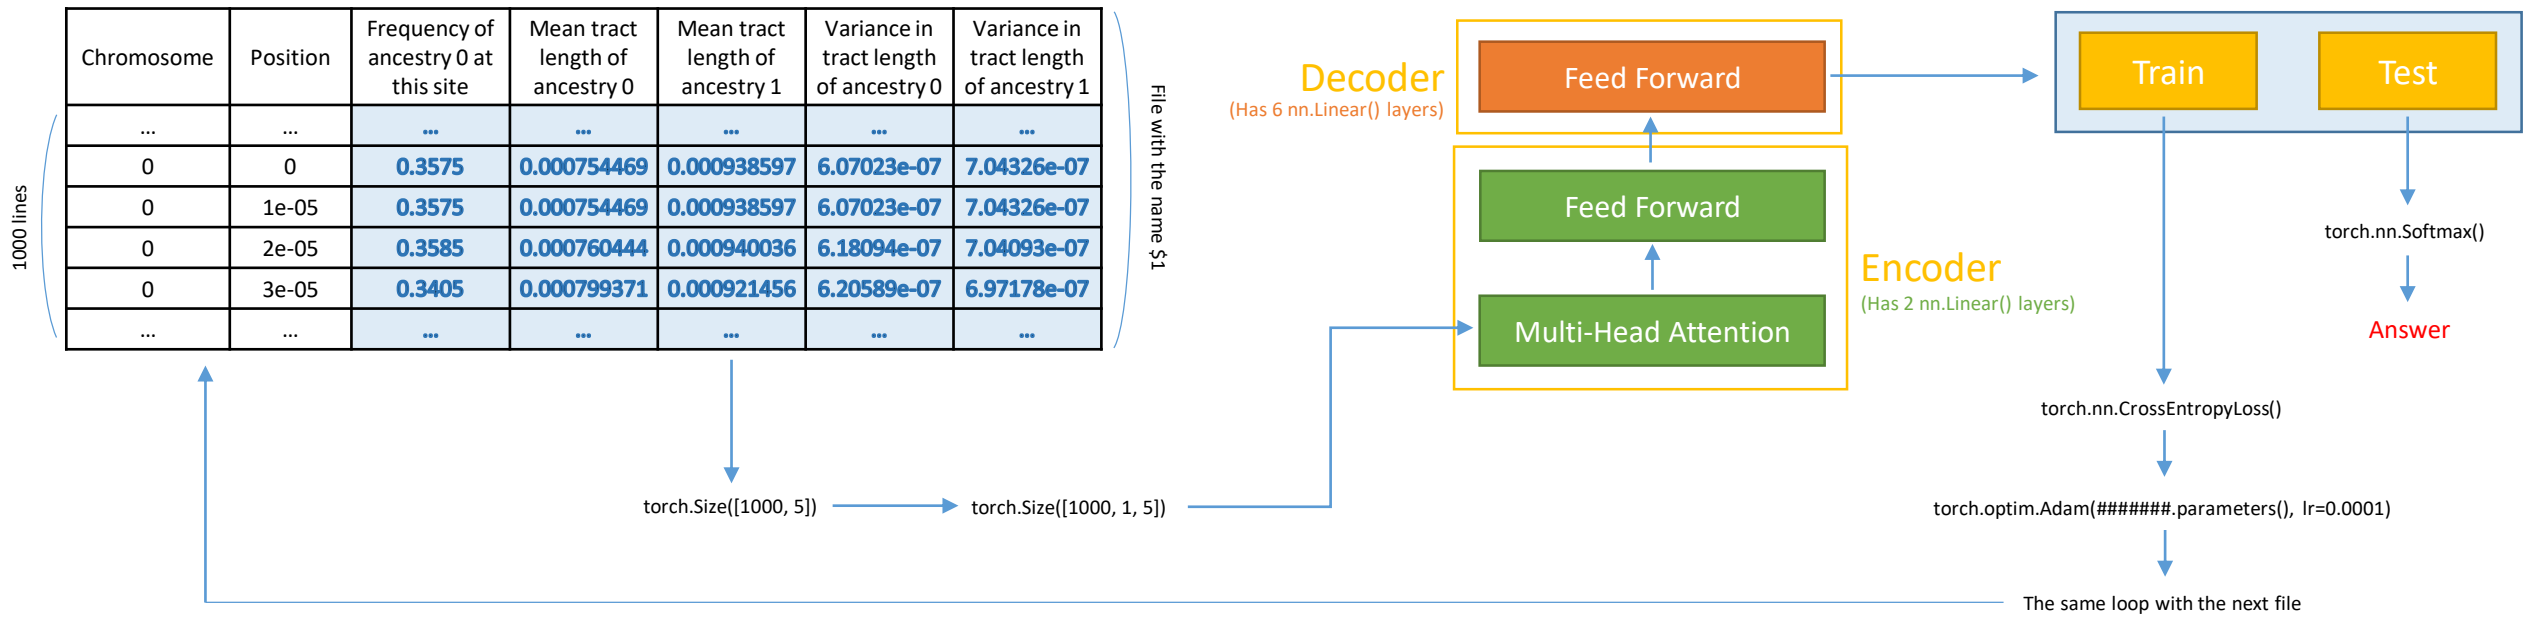 Chromosome
Position
Frequency of
ancestry 0 at
this site
Mean tract
length of
ancestry 0
Mean tract
length of
ancestry 1
Variance in
tract length
of ancestry 0
Variance in
tract length
of ancestry 1
... ... ... ... ... ... ...
0 0 0.3575 0.000754469 0.000938597 6.07023e-07 7.04326e-07
0 1e-05 0.3575 0.000754469 0.000938597 6.07023e-07 7.04326e-07
0 2e-05 0.3585 0.000760444 0.000940036 6.18094e-07 7.04093e-07
0 3e-05 0.3405 0.000799371 0.000921456 6.20589e-07 6.97178e-07
... ... ... ... ... ... ...
1000 lines
File with the name $1
torch.Size([1000, 5])
torch.Size([1000, 1, 5])
Decoder
(Has 6 nn.Linear() layers)
Feed Forward
Feed Forward
Multi-Head Attention
Encoder
(Has 2 nn.Linear() layers)
Train
Test
torch.nn.Softmax()
Answer
torch.nn.CrossEntropyLoss()
torch.optim.Adam(#######.parameters(), lr=0.0001)
The same loop with the next file